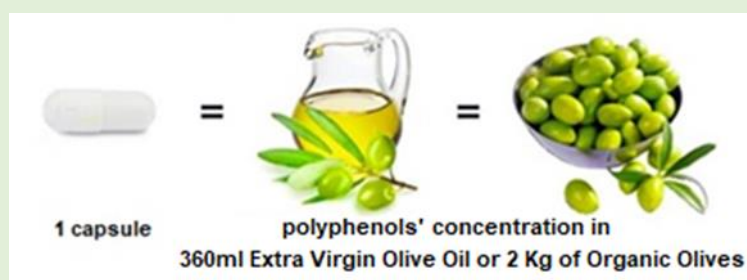 = =
1 capsule
polyphenols' concentration in
360ml Extra Virgin Olive Oil or 2 Kg of Organic Olives